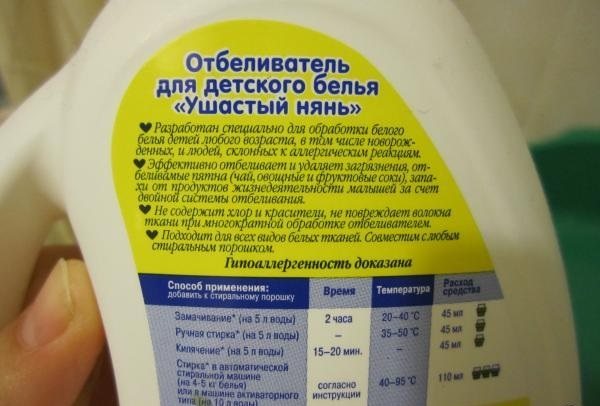 Отбеливатель
для детского белья
«Ушастый нянь»
Разработан специально для обработки белого
белья детей любого возраста, в том числе новорож-
денных, и людей, склонных к аллергическим реакциям.
Эффективно отбеливает и удаляет загрязнения, от-
беливаемые пятна (чай, овощные и фруктовые соки), запа-
хи от продуктов жизнедеятельности малышей за счет
двойной системы отбеливания.
Не содержит хлор и красители, не повреждает волокна
ткани при многократной обработке отбеливателем.
Подходит для всех видов белых тканей. Совместим с любым
стиральным порошком.
Гипоаллергенность доказана
Способ применения: Время Температура Расход
добавить к стиральному порошку средства
Замачивание* (на 5 л воды) 2 часа 20–40 °C 45 мл
Ручная стирка* (на 5 л воды) – 35–50 °C 45 мл
Кипячение* (на 5 л воды) 15–20 мин. – 45 мл
Стирка* в автоматической
стиральной машине
(на 4-5 кг белья) согласно 40–95 °C 110 мл
или в машине активаторного инструкции
типа (на 10 л воды)